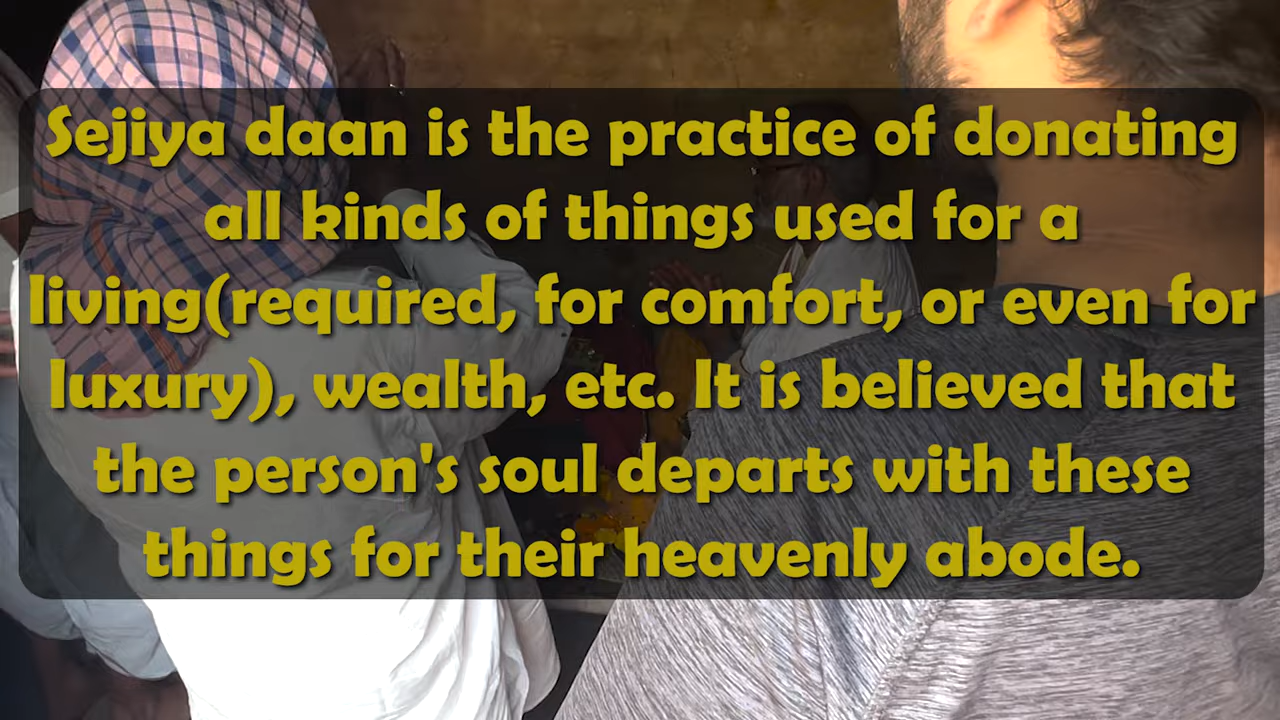 Sejiya daan is the practice of donating
all kinds of things used for a
living(required, for comfort, or even for
luxury), wealth, etc. It is believed that
the person's soul departs with these
things for their heavenly abode.